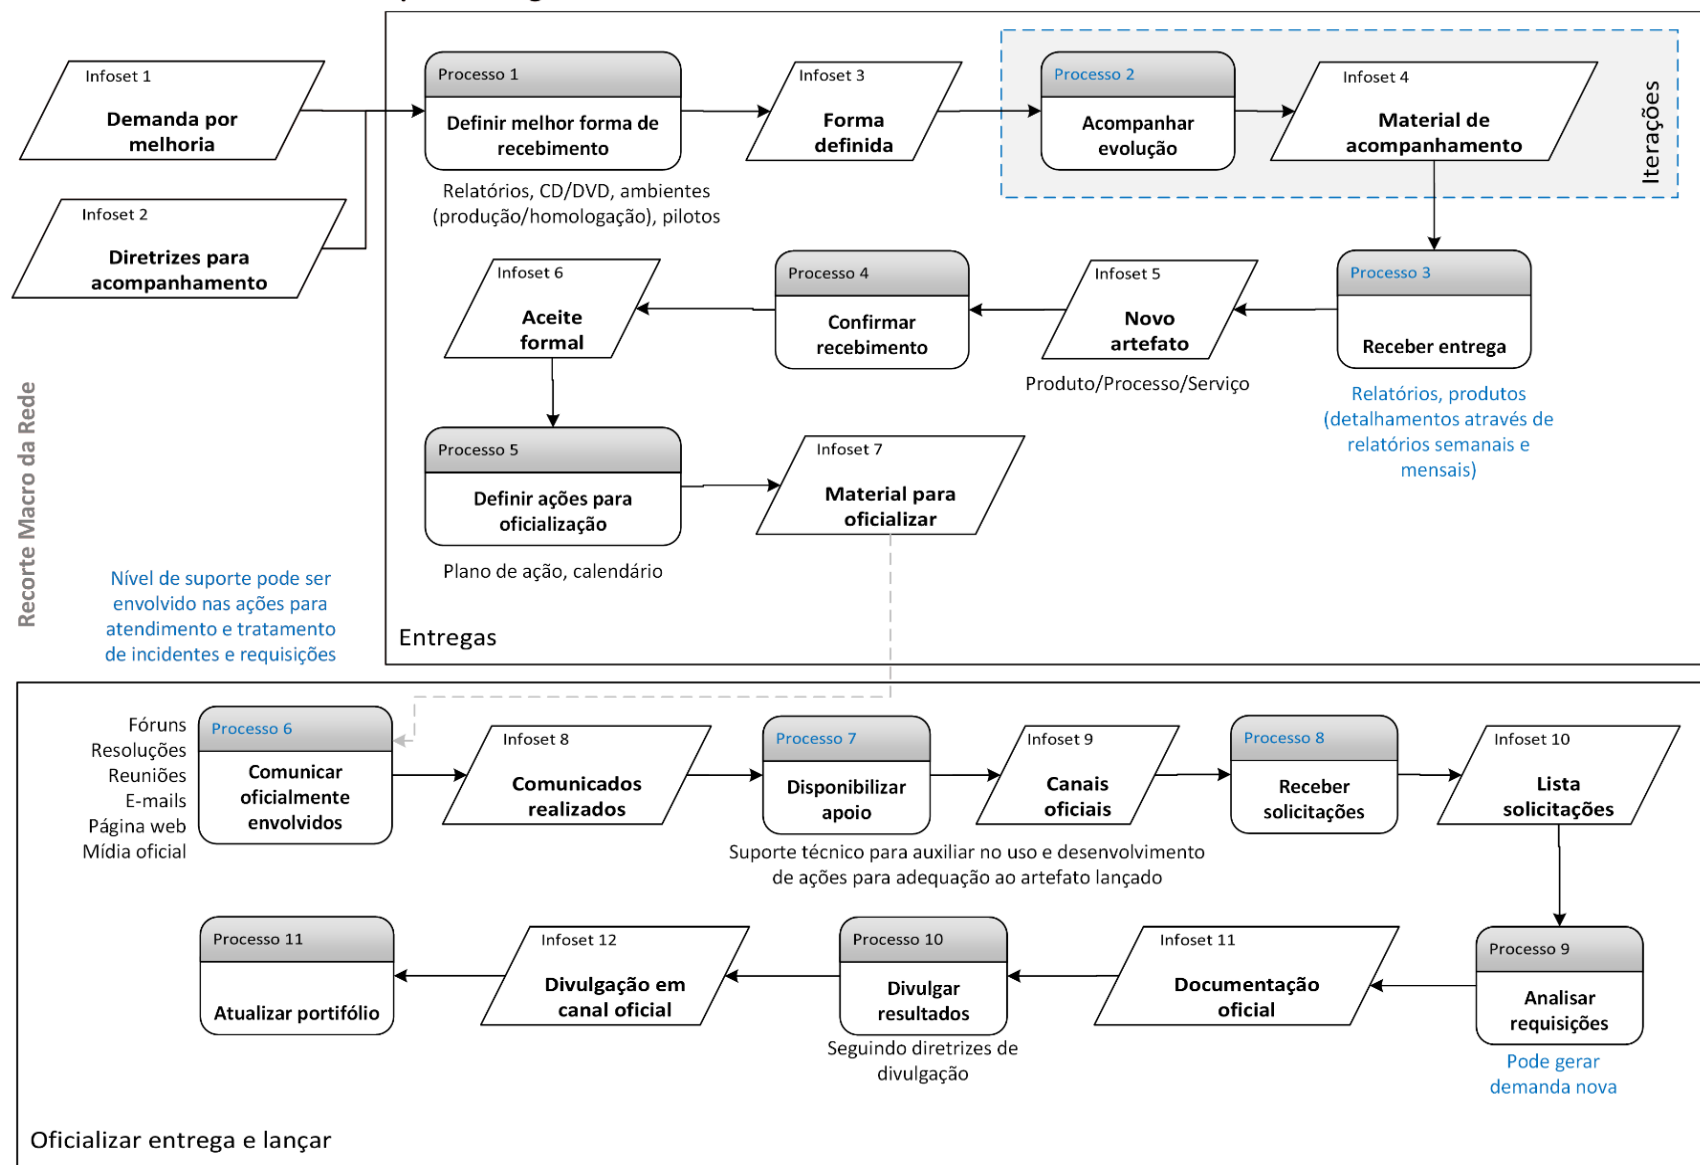 Infoset 1
Demanda por
melhoria
Infoset 2
Diretrizes para
acompanhamento
Processo 1
Definir melhor forma de
recebimento
Relatórios, CD/DVD, ambientes
(produção/homologação), pilotos
Infoset 3
Forma
definida
Processo 2
Acompanhar
evolução
Infoset 4
Material de
acompanhamento
Iterações
Processo 3
Receber entrega
Relatórios, produtos
(detalhamentos através de
relatórios semanais e
mensais)
Infoset 5
Novo
artefato
Produto/Processo/Serviço
Processo 4
Confirmar
recebimento
Infoset 6
Aceite
formal
Processo 5
Definir ações para
oficialização
Plano de ação, calendário
Infoset 7
Material para
oficializar
Entregas
Recorte Macro da Rede
Nível de suporte pode ser
envolvido nas ações para
atendimento e tratamento
de incidentes e requisições
Fóruns
Resoluções
Reuniões
E-mails
Página web
Mídia oficial
Processo 6
Comunicar
oficialmente
envolvidos
Infoset 8
Comunicados
realizados
Processo 7
Disponibilizar
apoio
Suporte técnico para auxiliar no uso e desenvolvimento
de ações para adequação ao artefato lançado
Infoset 9
Canais
oficiais
Processo 8
Receber
solicitações
Infoset 10
Lista
solicitações
Processo 9
Analisar
requisições
Pode gerar
demanda nova
Infoset 11
Documentação
oficial
Processo 10
Divulgar
resultados
Seguindo diretrizes de
divulgação
Infoset 12
Divulgação em
canal oficial
Processo 11
Atualizar portifólio
Oficializar entrega e lançar